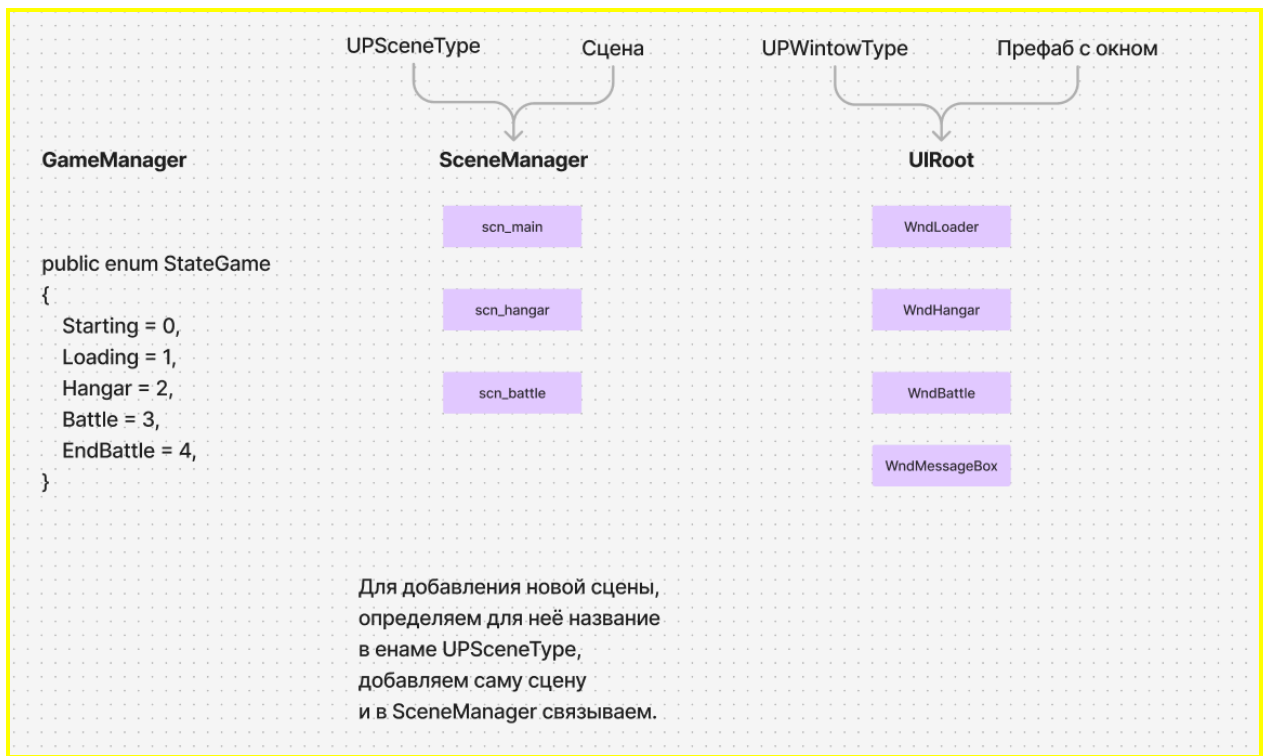 UPSceneType
Сцена
UPWintowType
Префаб с окном
GameManager
SceneManager
UIRoot
scn_main
WndLoader
public enum StateGame
{
Starting = 0,
Loading = 1,
Hangar = 2,
Battle = 3,
EndBattle = 4,
}
scn_hangar
WndHangar
scn_battle
WndBattle
WndMessageBox
Для добавления новой сцены,
определяем для неё название
в енаме UPSceneType,
добавляем саму сцену
и в SceneManager связываем.